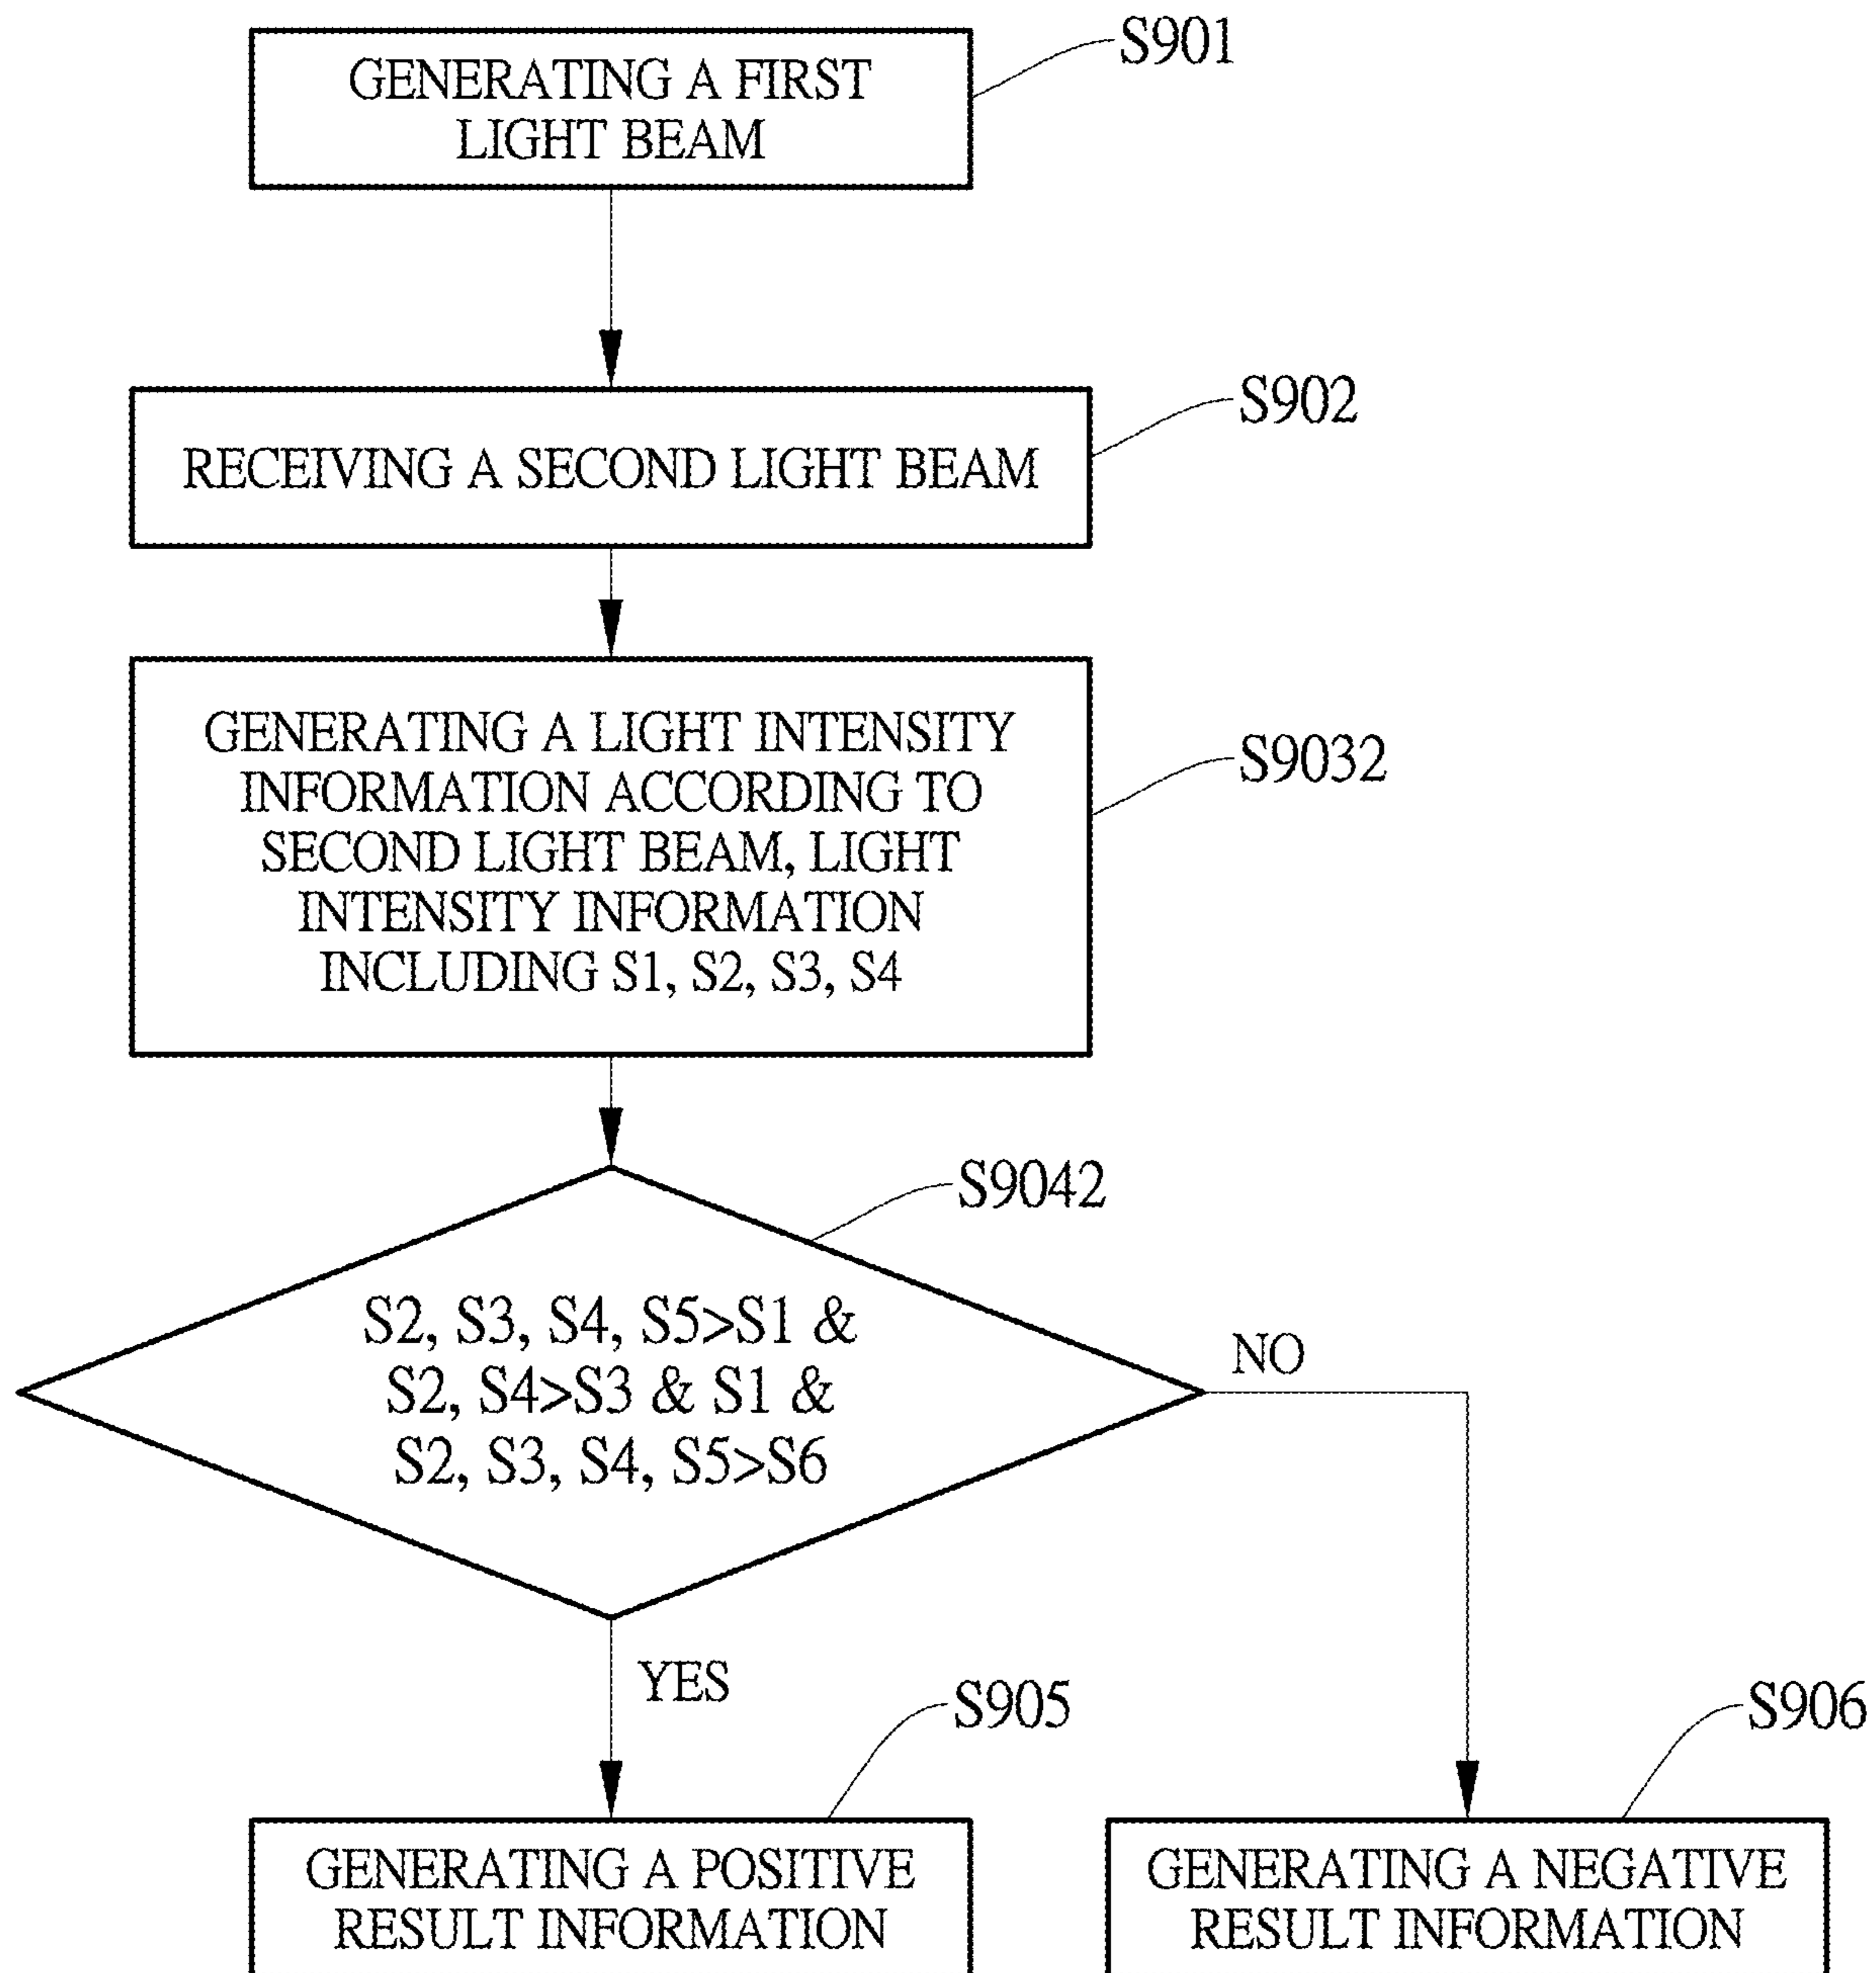 GENERATING A FIRST
LIGHT BEAM
S901
RECEIVING A SECOND LIGHT BEAM
S902
GENERATING A LIGHT INTENSITY
INFORMATION ACCORDING TO
SECOND LIGHT BEAM, LIGHT
INTENSITY INFORMATION
INCLUDING S1, S2, S3, S4
S9032
S9042
S2, S3, S4, S5>S1 &
S2, S4>S3 & S1 &
S2, S3, S4, S5>S6
NO
YES
S905
S906
GENERATING A POSITIVE
RESULT INFORMATION
GENERATING A NEGATIVE
RESULT INFORMATION